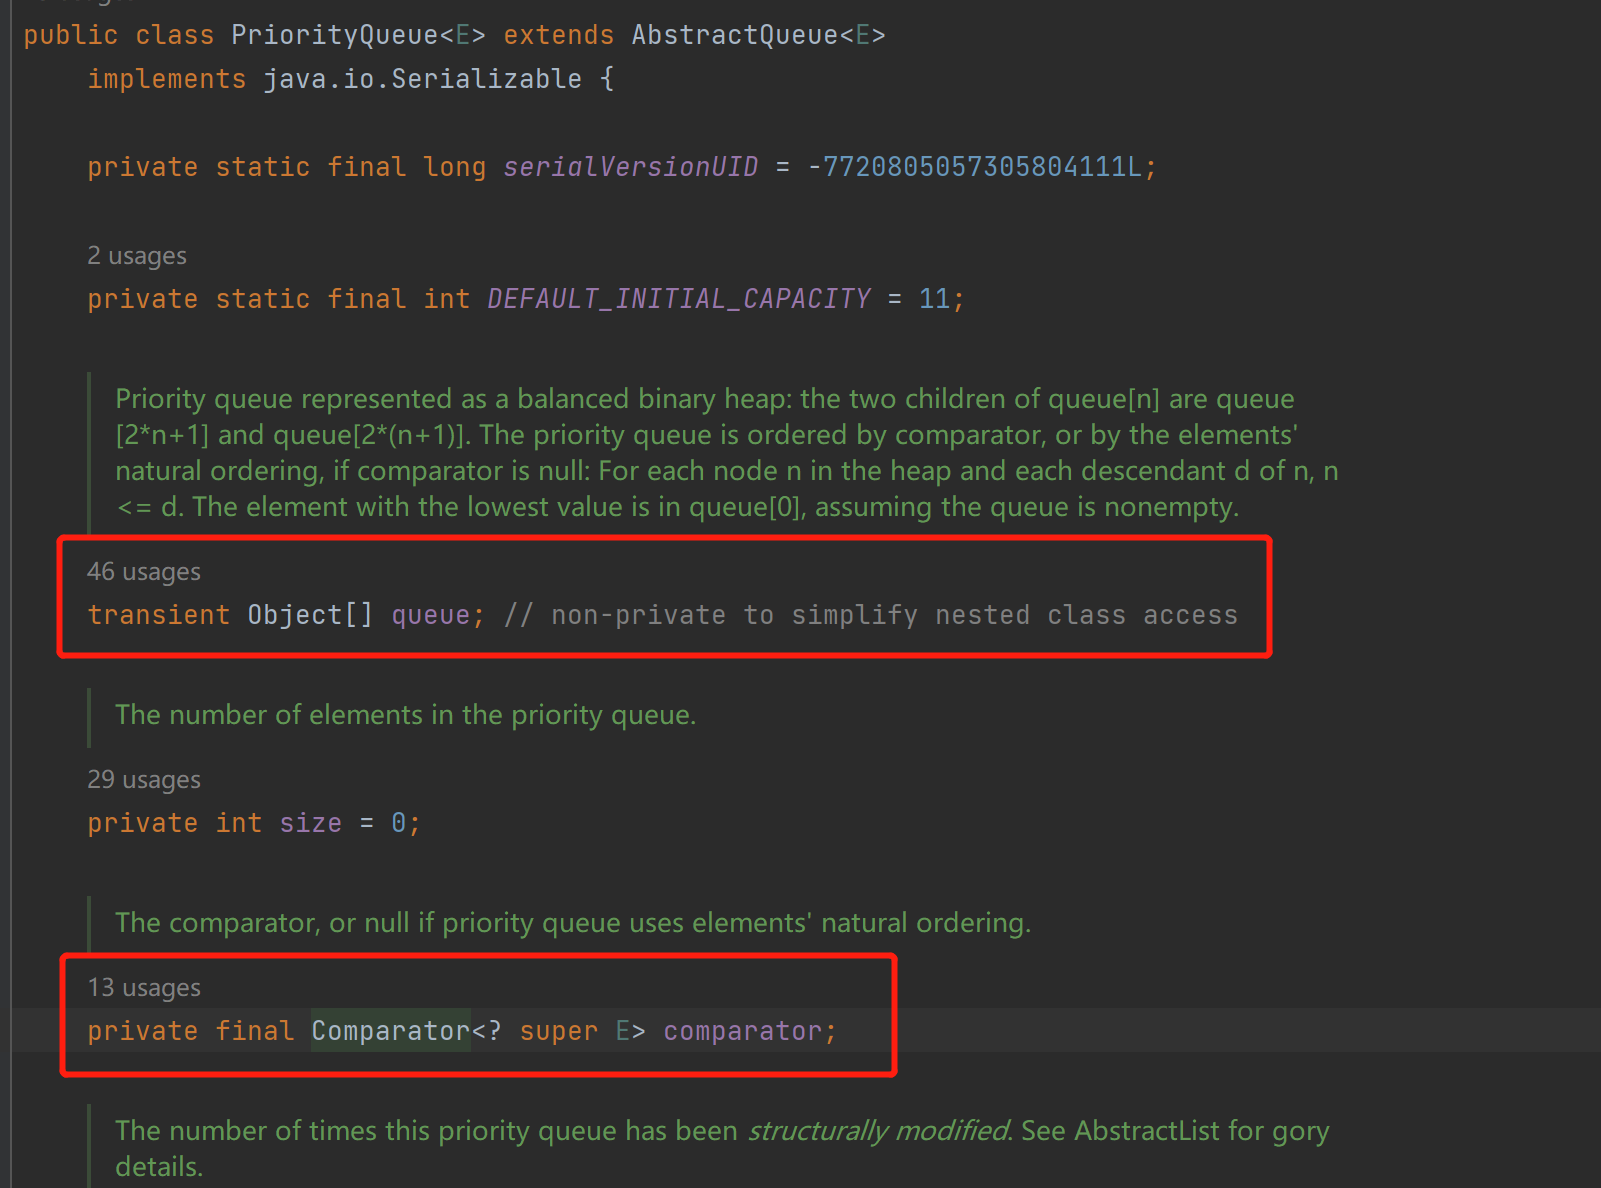 public class PriorityQueue<E> extends AbstractQueue<E>
implements java.io.Serializable {
private static final long serialVersionUID = -7720805057305804111L;
2 usages
private static final int DEFAULT_INITIAL_CAPACITY = 11;
Priority queue represented as a balanced binary heap: the two children of queue[n] are queue
[2*n+1] and queue[2*(n+1)]. The priority queue is ordered by comparator, or by the elements'
natural ordering, if comparator is null: For each node n in the heap and each descendant d of n, n
<= d. The element with the lowest value is in queue[0], assuming the queue is nonempty.
46 usages
transient Object[] queue; // non-private to simplify nested class access
The number of elements in the priority queue.
29 usages
private int size = 0;
The comparator, or null if priority queue uses elements' natural ordering.
13 usages
private final Comparator<? super E> comparator;
The number of times this priority queue has been structurally modified. See AbstractList for gory
details.